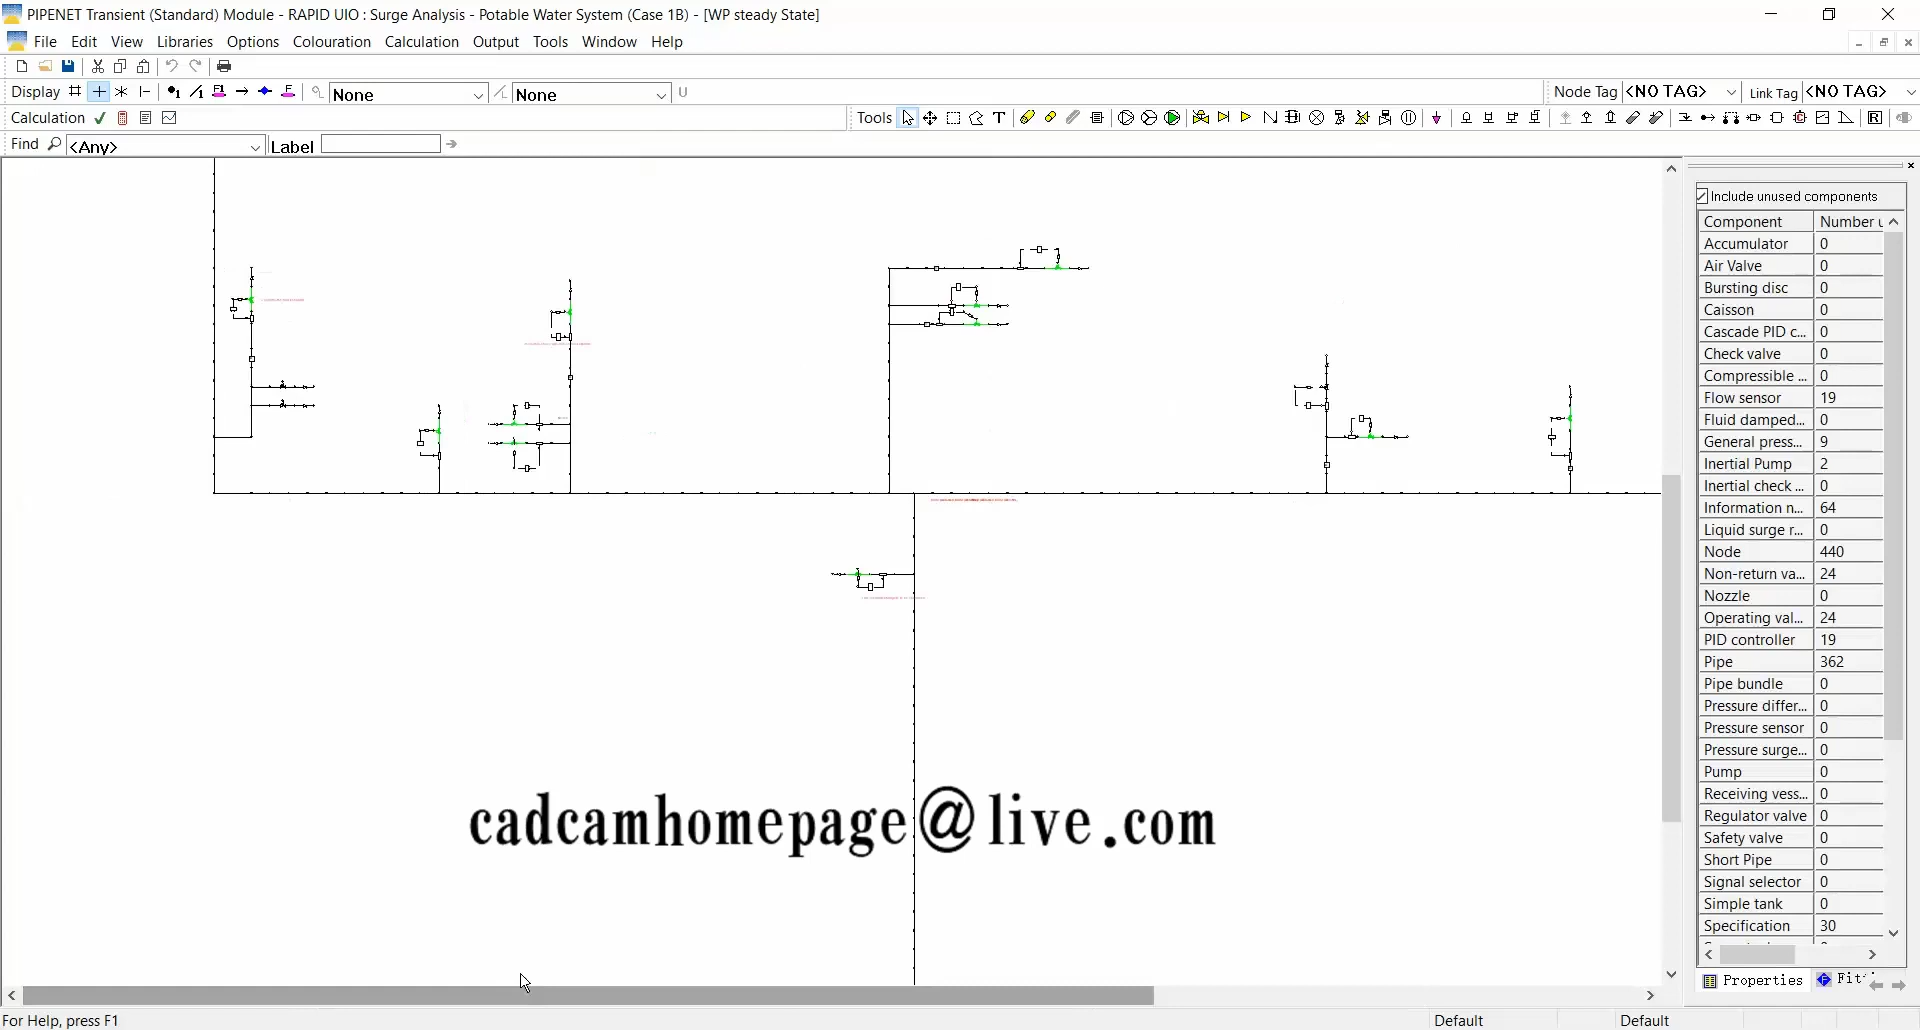 PIPENET Transient (Standard) Module - RAPID UIO : Surge Analysis - Potable Water System (Case 1B) - [WP steady State]
File Edit View Libraries Options Colouration Calculation Output Tools Window Help
Display None None U Node Tag <NO TAG> Link Tag <NO TAG>
Calculation Tools
Find <Any> Label
Include unused components
Component Number u
Accumulator 0
Air Valve 0
Bursting disc 0
Caisson 0
Cascade PID c... 0
Check valve 0
Compressible ... 0
Flow sensor 19
Fluid damped... 0
General press... 9
Inertial Pump 2
Inertial check ... 0
Information n... 64
Liquid surge r... 0
Node 440
Non-return va... 24
Nozzle 0
Operating val... 24
PID controller 19
Pipe 362
Pipe bundle 0
Pressure differ... 0
Pressure sensor 0
Pressure surge... 0
Pump 0
Receiving vess... 0
Regulator valve 0
Safety valve 0
Short Pipe 0
Signal selector 0
Simple tank 0
Specification 30
cadcamhomepage@live.com
Properties Fit
For Help, press F1 Default Default